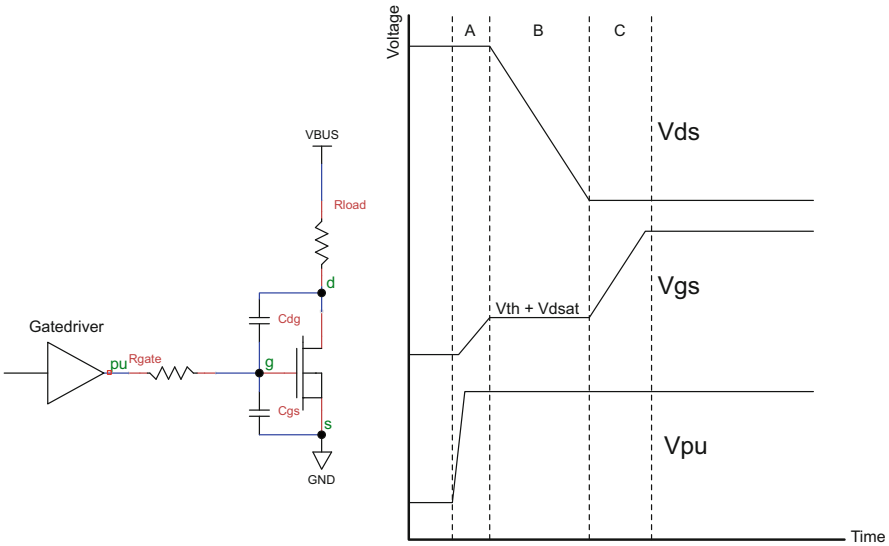 VBUS
Rload
d
Cdg
Gatedriver
pu
Rgate
g
Cgs
s
GND
Voltage
A
B
C
Vds
Vth + Vdsat
Vgs
Vpu
Time